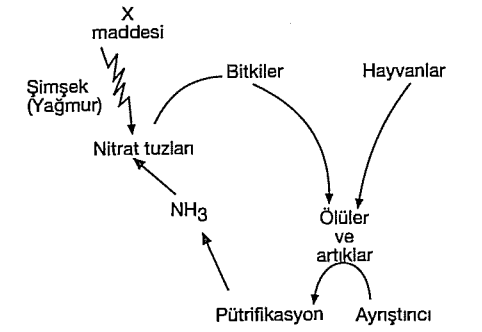 X
maddesi
Şimşek
(Yağmur)
Bitkiler
Hayvanlar
Nitrat tuzları
NH3
Ölüler
ve
artıklar
Pütrifikasyon
Ayrıştırıcı